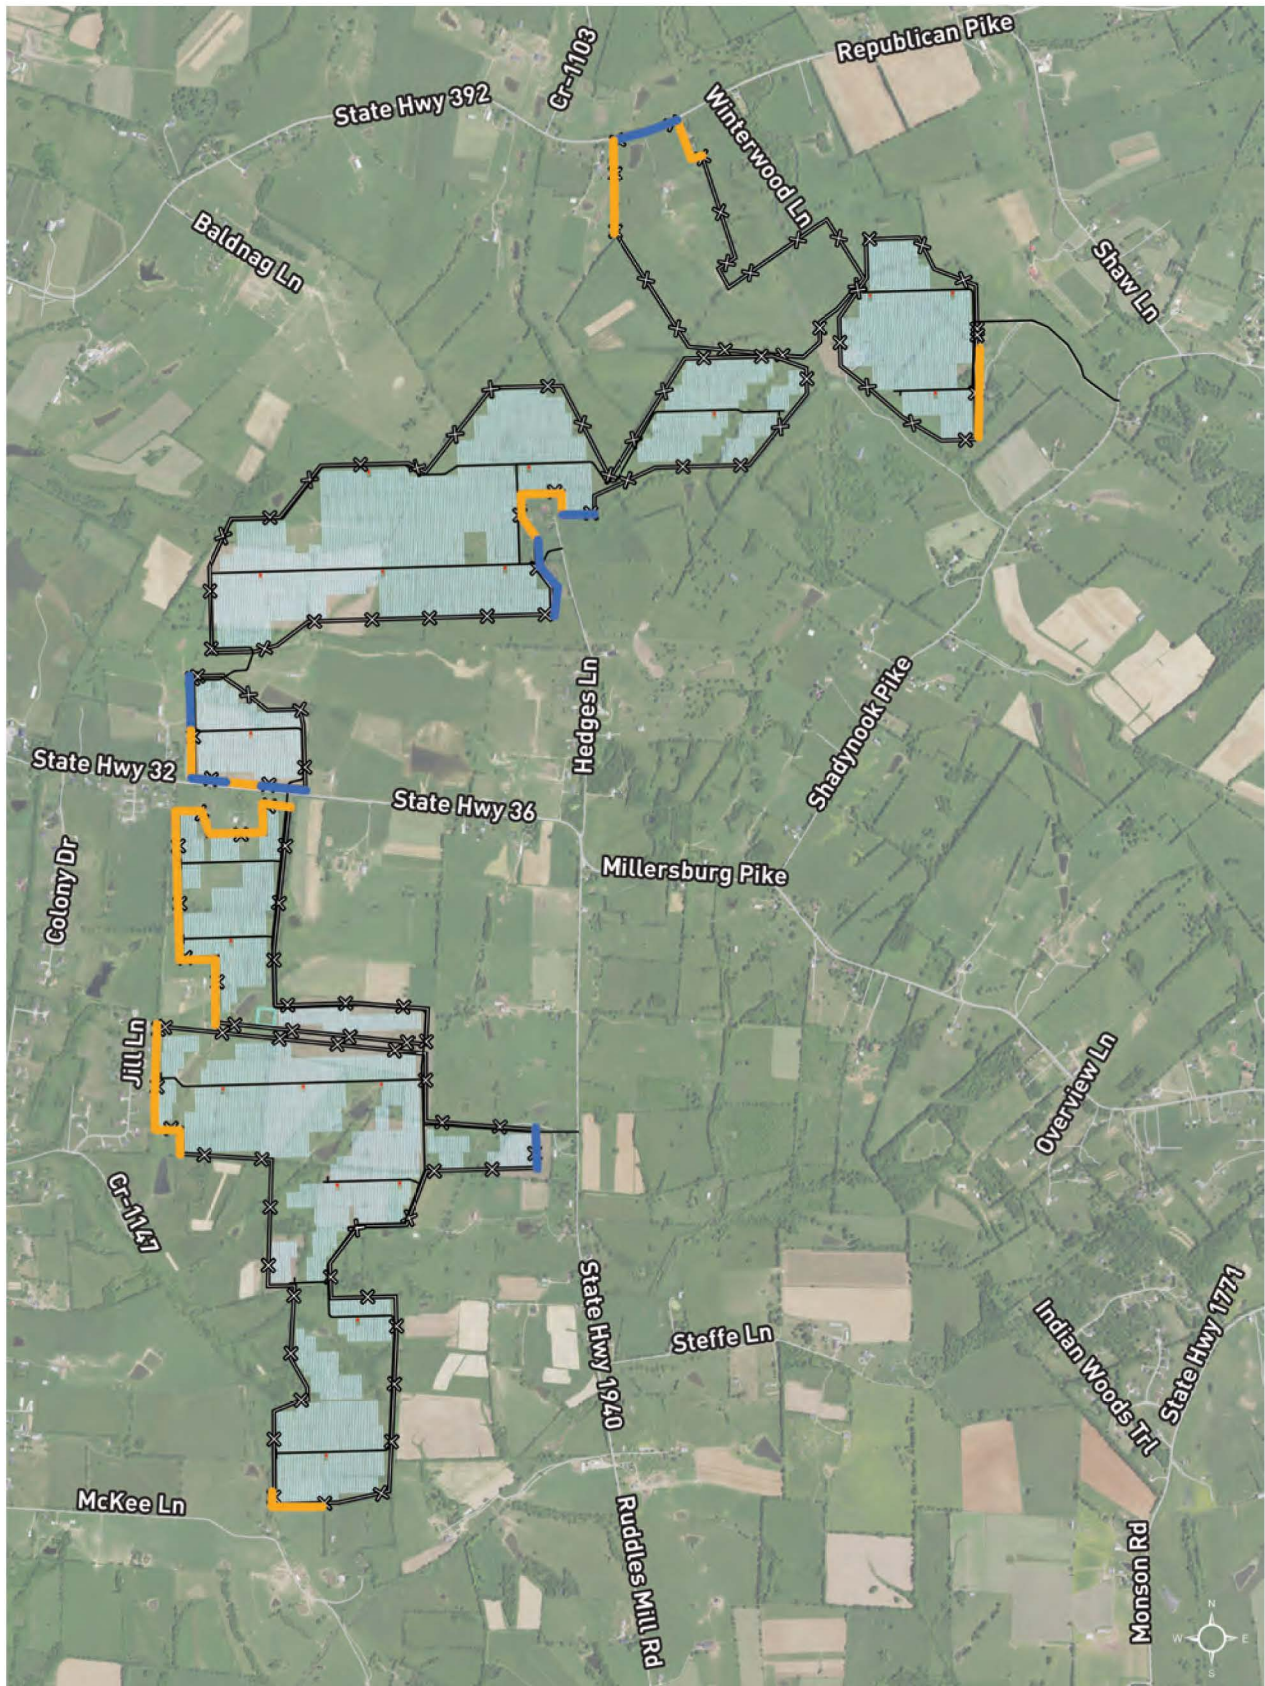 Republican Pike
Cr-1103
State Hwy 392
Winterwood Ln
Baldnag Ln
Shaw Ln
Hedges Ln
Shadynook Pike
State Hwy 32
State Hwy 36
Millersburg Pike
Colony Dr
Jill Ln
Overview Ln
Cr-1147
State Hwy 1940
Steffe Ln
Indian Woods Trl
State Hwy 1771
McKee Ln
Ruddles Mill Rd
Monson Rd
N
W
E
S